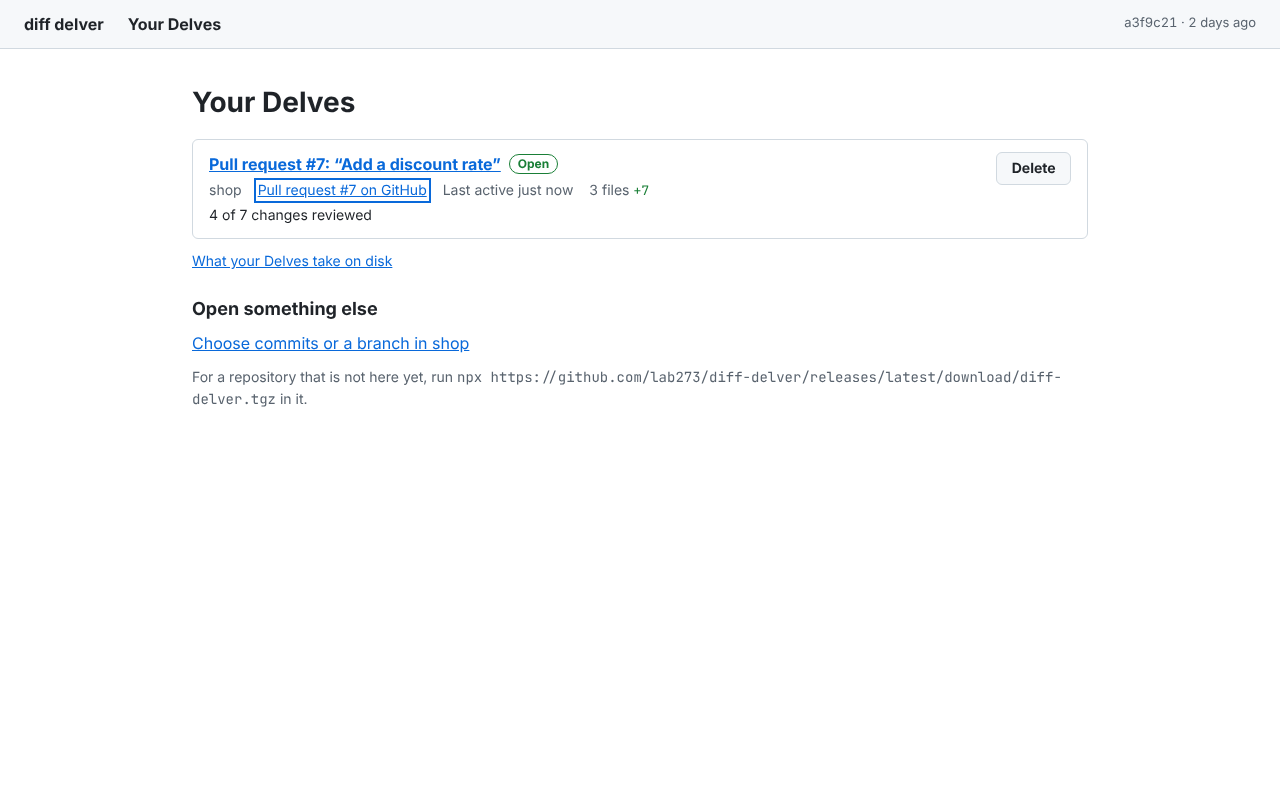 diff delver Your Delves a3f9c21 · 2 days ago
Your Delves
Pull request #7: “Add a discount rate” Open Delete
shop Pull request #7 on GitHub Last active just now 3 files +7
4 of 7 changes reviewed
What your Delves take on disk
Open something else
Choose commits or a branch in shop
For a repository that is not here yet, run npx https://github.com/lab273/diff-delver/releases/latest/download/diff-
delver.tgz in it.